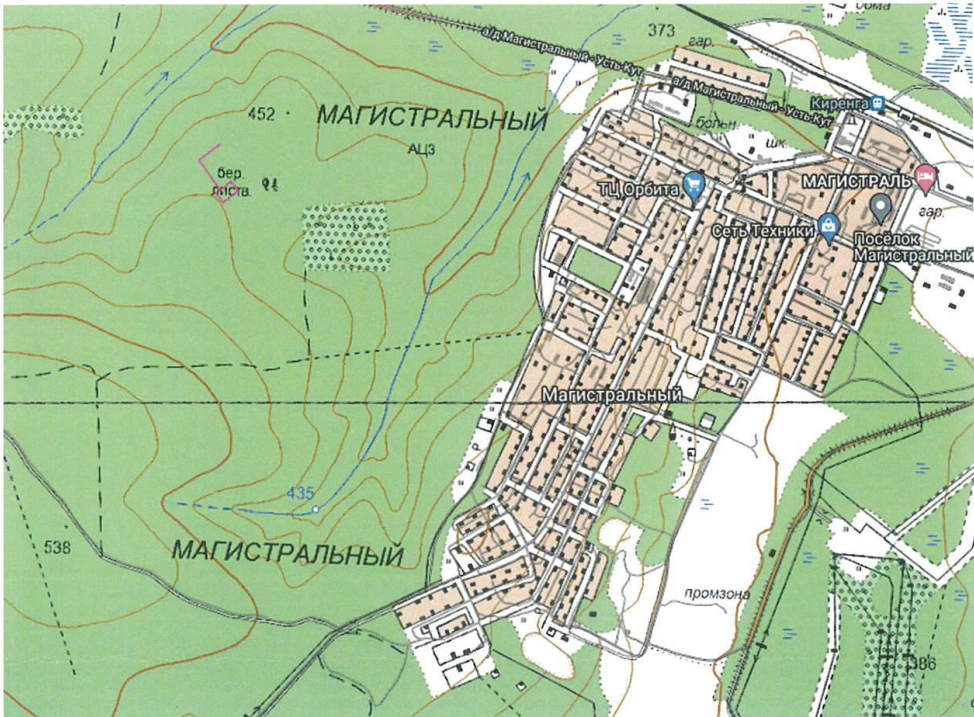 дома
373
гар.
а/д Магистральный - Усть-Кут
а/д Магистральный - Усть-Кут
Киренга
452
МАГИСТРАЛЬНЫЙ
АЦЗ
больн
шк.
бер.
листв.
ТЦ Орбита
МАГИСТРАЛЬ
гар.
Сеть Техники
Посёлок
Магистральный
Магистральный
435
538
МАГИСТРАЛЬНЫЙ
промзона
386